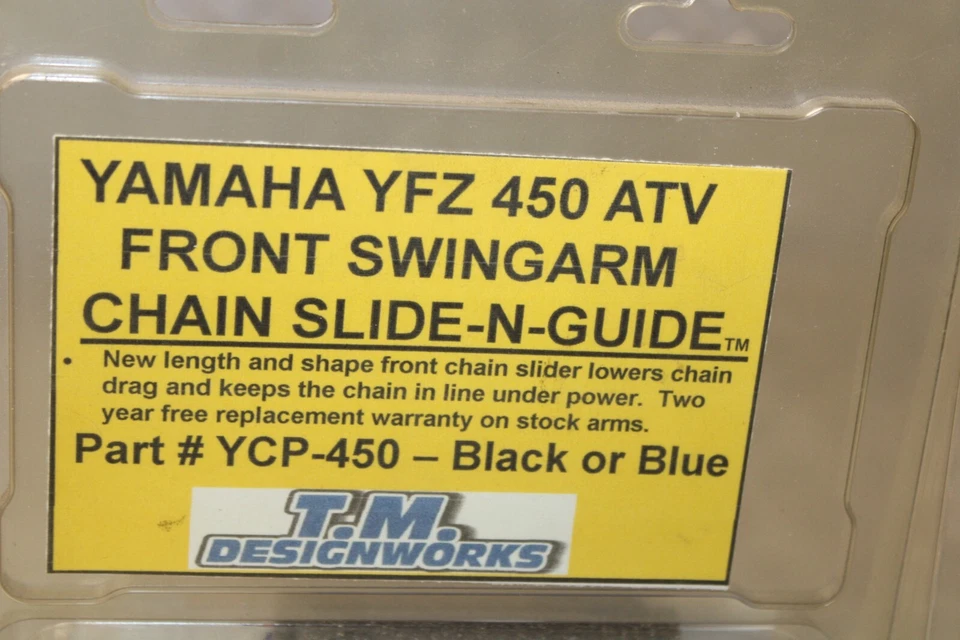 YAMAHA YFZ 450 ATV
FRONT SWINGARM
CHAIN SLIDE-N-GUIDE™
• New length and shape front chain slider lowers chain
drag and keeps the chain in line under power. Two
year free replacement warranty on stock arms.
Part # YCP-450 – Black or Blue
T.M.
DESIGNWORKS